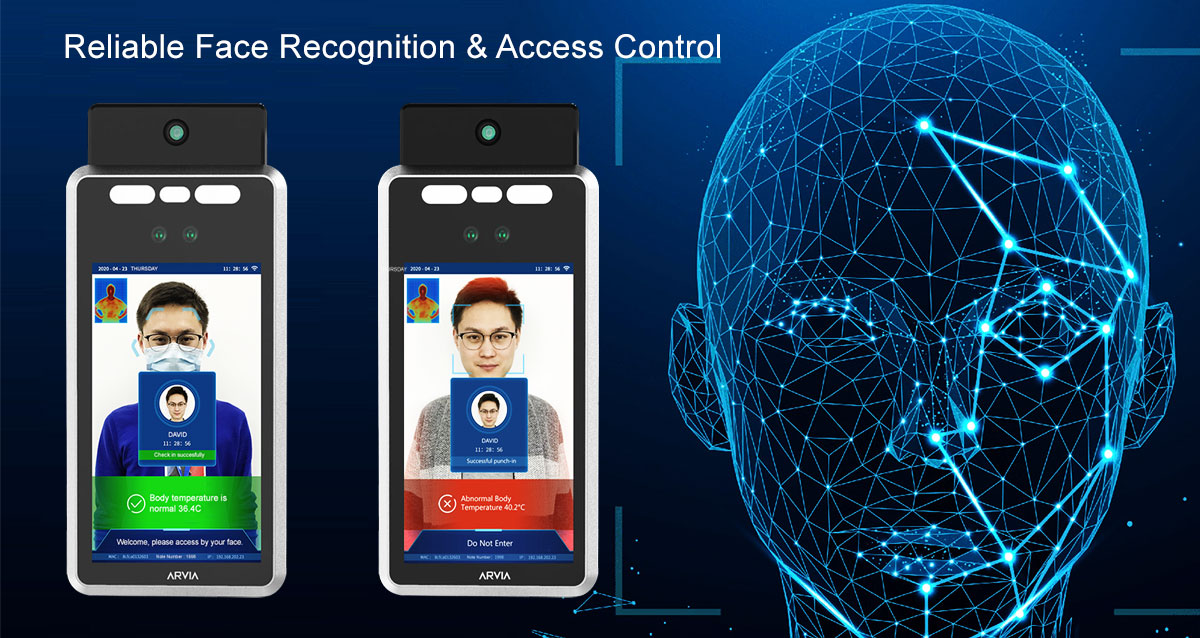 Reliable Face Recognition & Access Control
2020 - 04 - 23 THURSDAY 11: 28: 56
DAVID
11: 28: 56
Check in succesfully
Body temperature is
normal 36.4C
Welcome, please access by your face.
ARVIA
RSDAY 2020 - 04 - 23 11: 28: 56
DAVID
11: 28: 56
Successful punch-in
Abnormal Body
Temperature 40.2°C
Do Not Enter
ARVIA